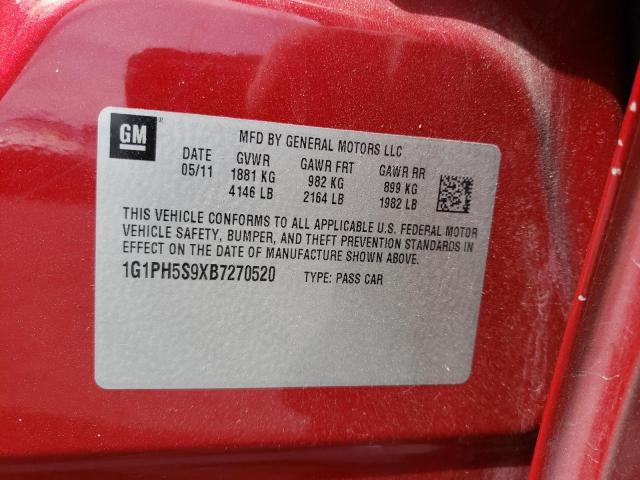 GM
®
MFD BY GENERAL MOTORS LLC
DATE GVWR GAWR FRT GAWR RR
05/11 1881 KG 982 KG 899 KG
4146 LB 2164 LB 1982 LB
THIS VEHICLE CONFORMS TO ALL APPLICABLE U.S. FEDERAL MOTOR
VEHICLE SAFETY, BUMPER, AND THEFT PREVENTION STANDARDS IN
EFFECT ON THE DATE OF MANUFACTURE SHOWN ABOVE.
1G1PH5S9XB7270520 TYPE: PASS CAR